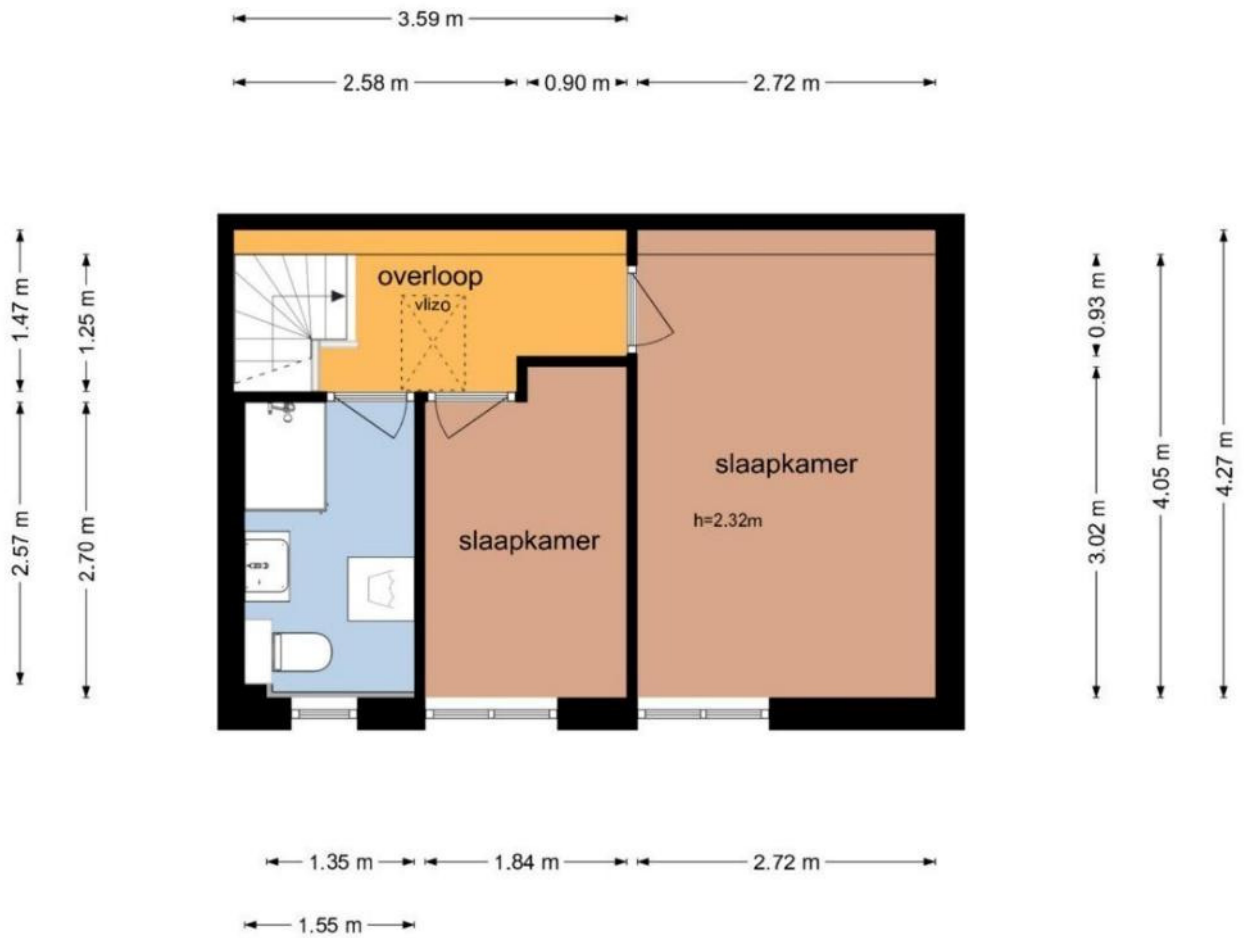 3.59 m
2.58 m
0.90 m
2.72 m
overloop
vlizo
1.47 m
1.25 m
0.93 m
4.05 m
4.27 m
slaapkamer
h=2.32m
slaapkamer
2.57 m
2.70 m
3.02 m
1.35 m
1.84 m
2.72 m
1.55 m